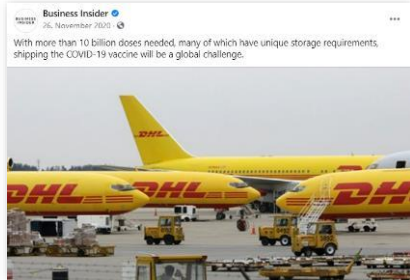 Business Insider
26. November 2020 ·
With more than 10 billion doses needed, many of which have unique storage requirements,
shipping the COVID-19 vaccine will be a global challenge.
DHL
DHL
DHL
DHL